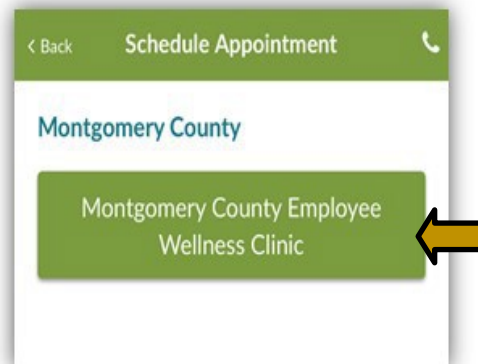 < Back Schedule Appointment
Montgomery County
Montgomery County Employee
Wellness Clinic